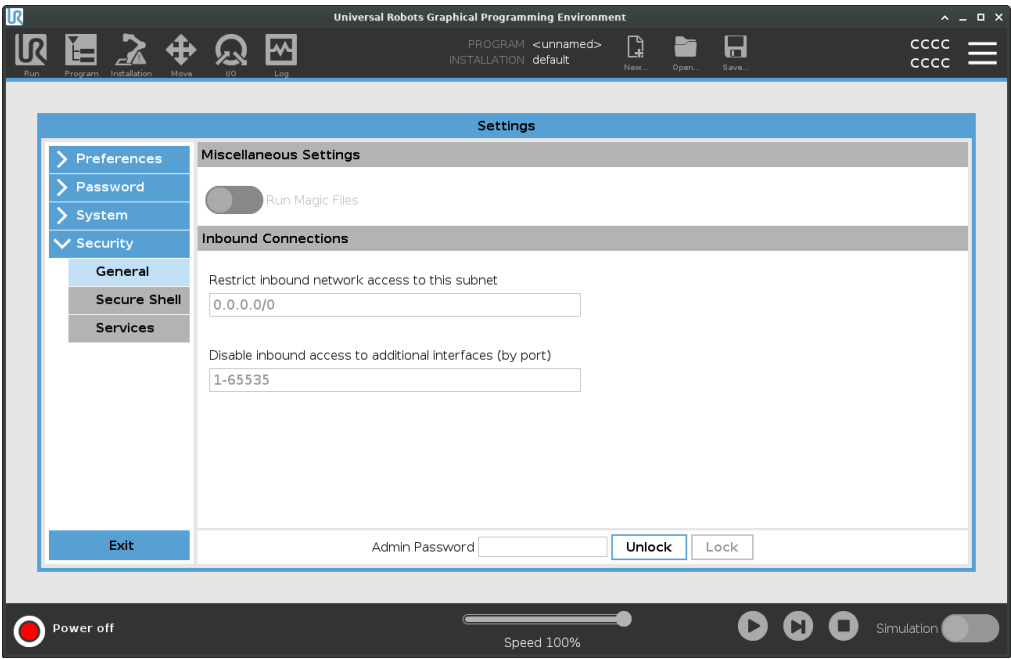 UR
Universal Robots Graphical Programming Environment
UR
Run
Program
Installation
Move
I/O
Log
PROGRAM <unnamed>
INSTALLATION default
New...
Open...
Save...
CCCC
CCCC
Settings
Preferences
Password
System
Security
General
Secure Shell
Services
Exit
Miscellaneous Settings
Run Magic Files
Inbound Connections
Restrict inbound network access to this subnet
0.0.0.0/0
Disable inbound access to additional interfaces (by port)
1-65535
Admin Password
Unlock
Lock
Power off
Speed 100%
Simulation